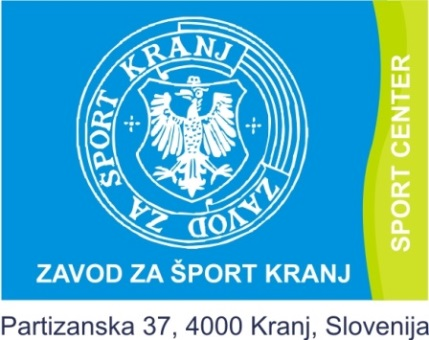 ZAVOD ZA ŠPORT KRANJ
ZAVOD ZA ŠPORT KRANJ
SPORT CENTER
Partizanska 37, 4000 Kranj, Slovenija